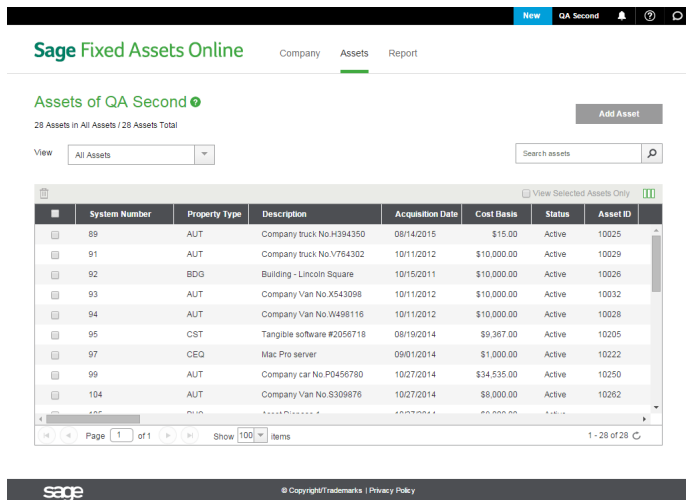 New QA Second
Sage Fixed Assets Online
Company Assets Report
Assets of QA Second
28 Assets in All Assets / 28 Assets Total
Add Asset
View All Assets
Search assets
View Selected Assets Only
System Number Property Type Description Acquisition Date Cost Basis Status Asset ID
89 AUT Company truck No.H394350 08/14/2015 $15.00 Active 10025
91 AUT Company truck No.V764302 10/11/2012 $10,000.00 Active 10029
92 BDG Building - Lincoln Square 10/15/2011 $10,000.00 Active 10026
93 AUT Company Van No.X543098 10/11/2012 $10,000.00 Active 10032
94 AUT Company Van No.W498116 10/11/2012 $10,000.00 Active 10028
95 CST Tangible software #2056718 08/19/2014 $9,367.00 Active 10205
97 CEQ Mac Pro server 09/01/2014 $1,000.00 Active 10222
99 AUT Company car No.P0456780 10/27/2014 $34,535.00 Active 10250
104 AUT Company Van No.S309876 10/27/2014 $8,000.00 Active 10262
Page 1 of 1 Show 100 items 1 - 28 of 28
sage © Copyright/Trademarks | Privacy Policy